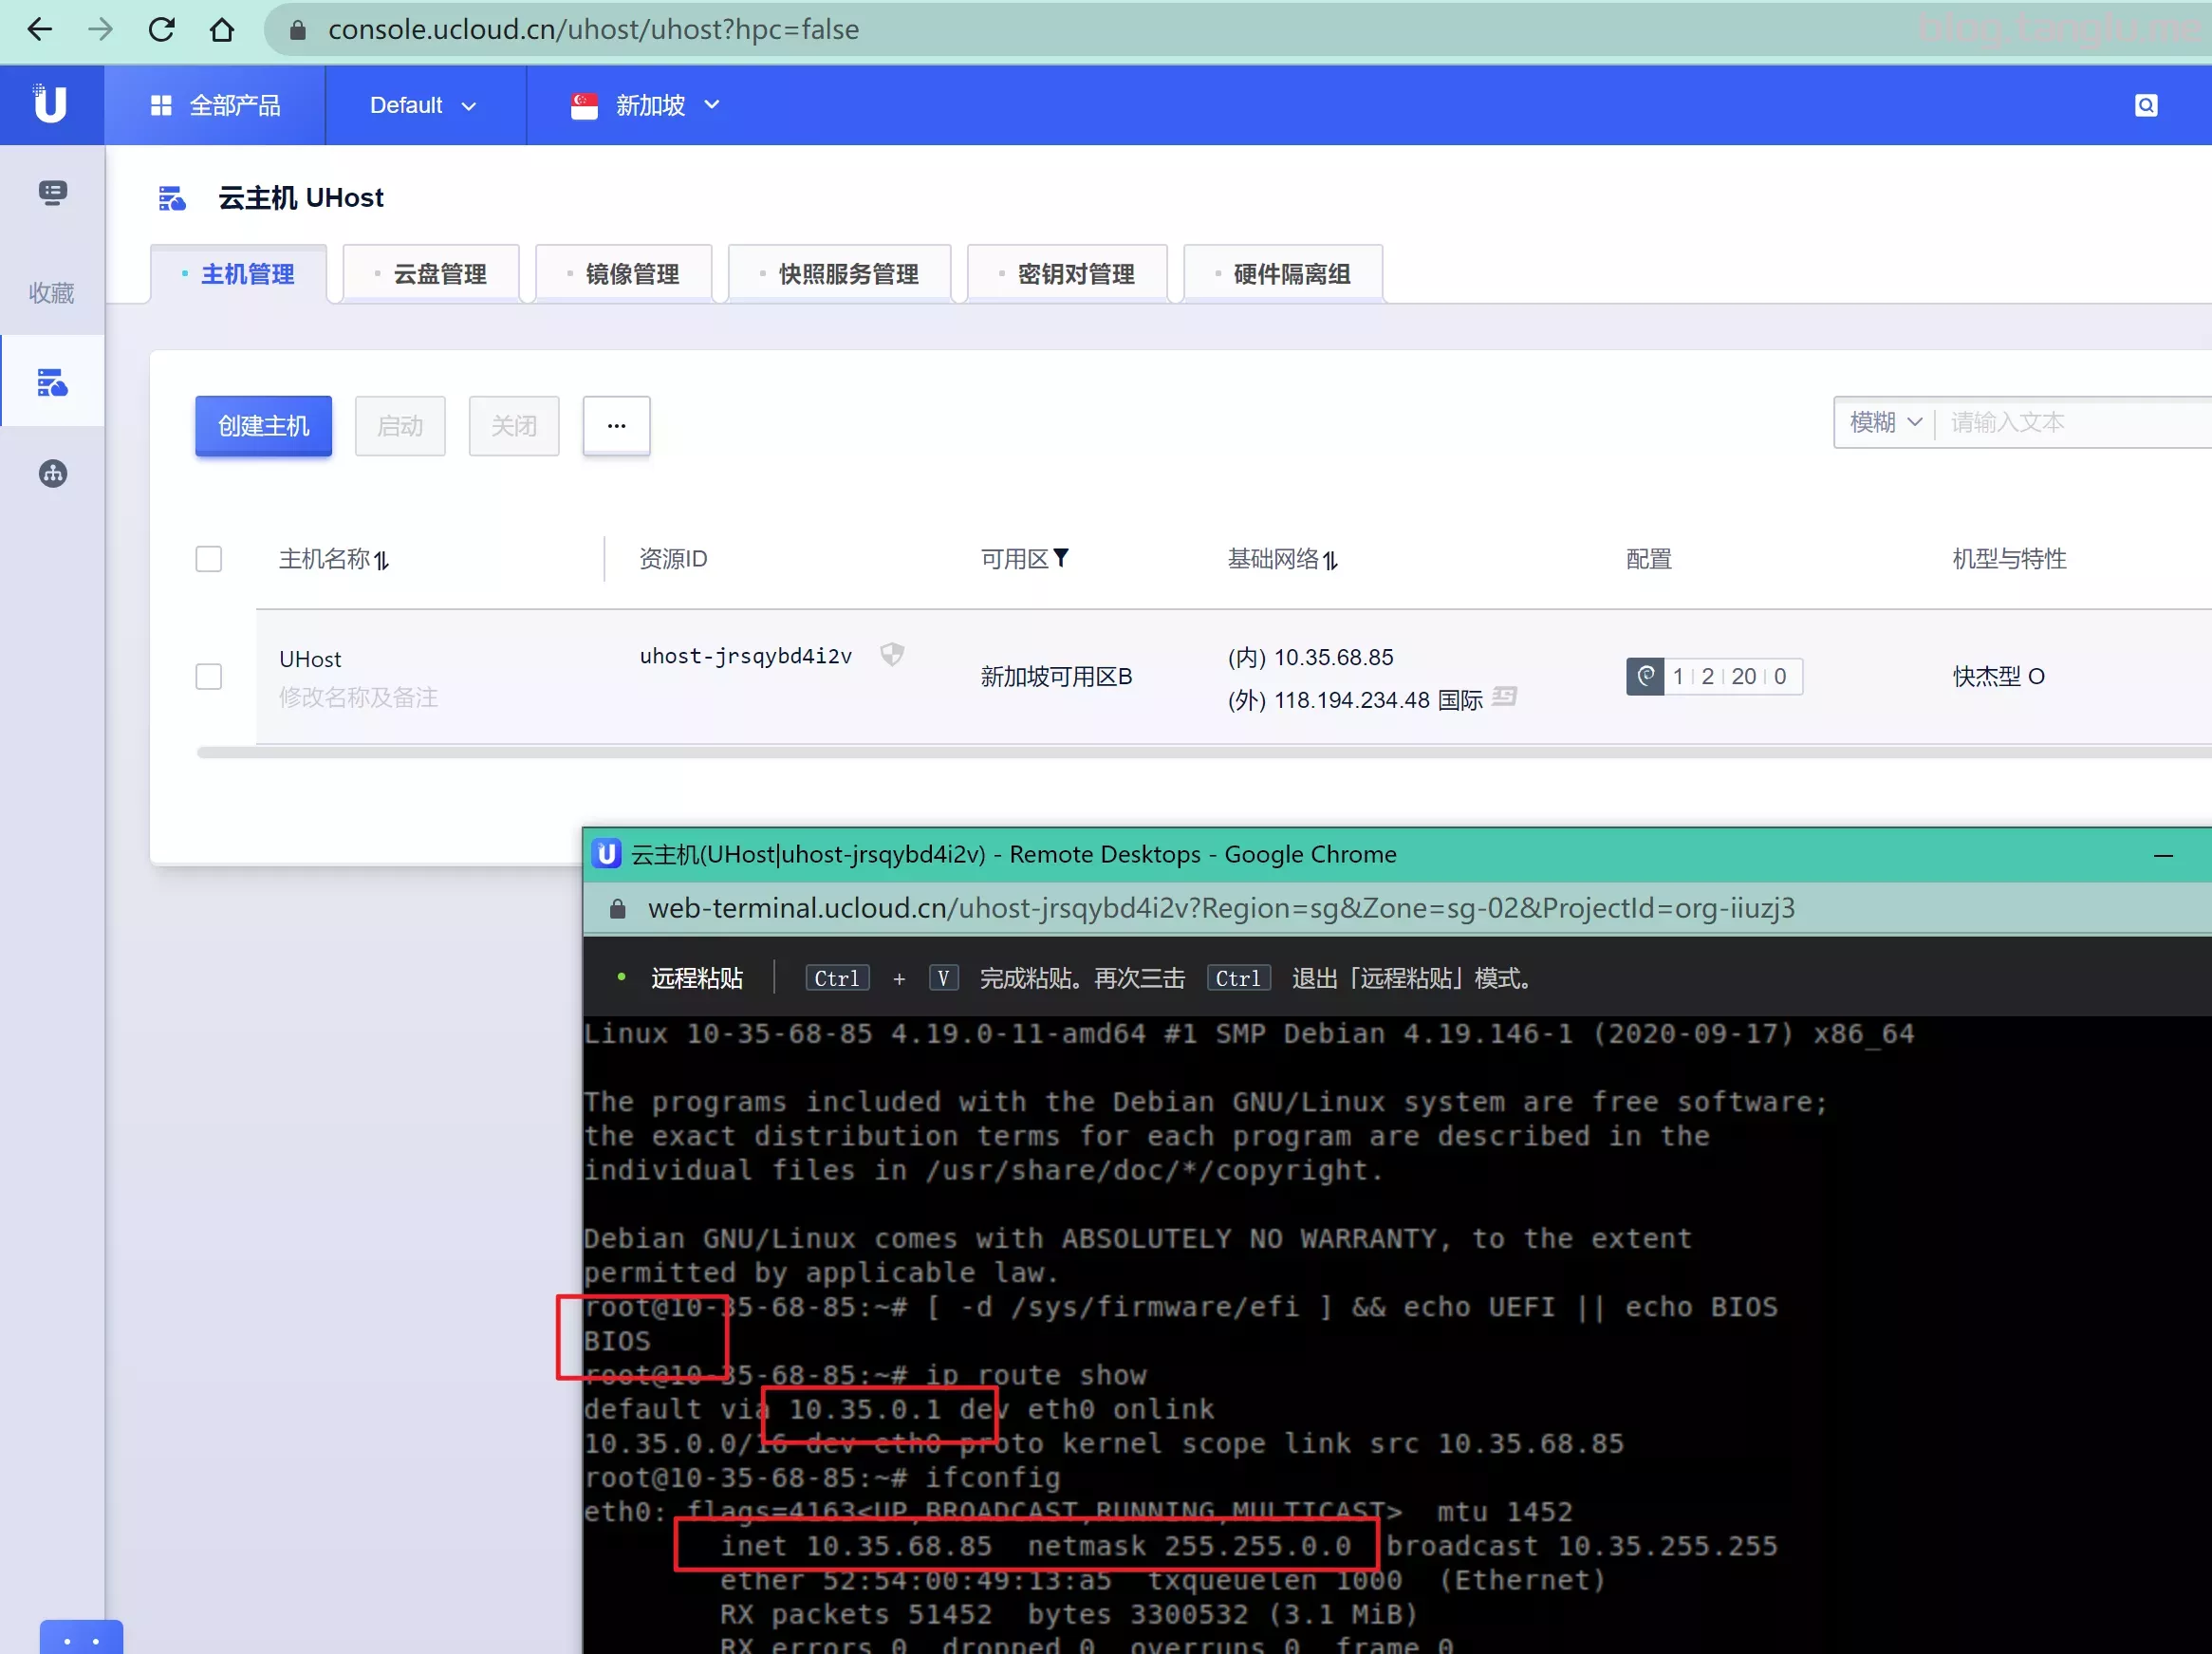 console.ucloud.cn/uhost/uhost?hpc=false
blog.tanglu.me
U
全部产品
Default
新加坡
云主机 UHost
收藏
主机管理
云盘管理
镜像管理
快照服务管理
密钥对管理
硬件隔离组
创建主机
启动
关闭
...
模糊
请输入文本
主机名称
资源ID
可用区
基础网络
配置
机型与特性
UHost
修改名称及备注
uhost-jrsqybd4i2v
新加坡可用区B
(内) 10.35.68.85
(外) 118.194.234.48 国际
1 2 20 0
快杰型 O
云主机(UHost|uhost-jrsqybd4i2v) - Remote Desktops - Google Chrome
web-terminal.ucloud.cn/uhost-jrsqybd4i2v?Region=sg&Zone=sg-02&ProjectId=org-iiuzj3
远程粘贴 Ctrl + V 完成粘贴。再次三击 Ctrl 退出「远程粘贴」模式。
Linux 10-35-68-85 4.19.0-11-amd64 #1 SMP Debian 4.19.146-1 (2020-09-17) x86_64
The programs included with the Debian GNU/Linux system are free software;
the exact distribution terms for each program are described in the
individual files in /usr/share/doc/*/copyright.
Debian GNU/Linux comes with ABSOLUTELY NO WARRANTY, to the extent
permitted by applicable law.
root@10-35-68-85:~# [ -d /sys/firmware/efi ] && echo UEFI || echo BIOS
BIOS
root@10-35-68-85:~# ip route show
default via 10.35.0.1 dev eth0 onlink
10.35.0.0/16 dev eth0 proto kernel scope link src 10.35.68.85
root@10-35-68-85:~# ifconfig
eth0: flags=4163<UP,BROADCAST,RUNNING,MULTICAST>  mtu 1452
inet 10.35.68.85  netmask 255.255.0.0  broadcast 10.35.255.255
ether 52:54:00:49:13:a5  txqueuelen 1000  (Ethernet)
RX packets 51452  bytes 3300532 (3.1 MiB)
RX errors 0  dropped 0  overruns 0  frame 0